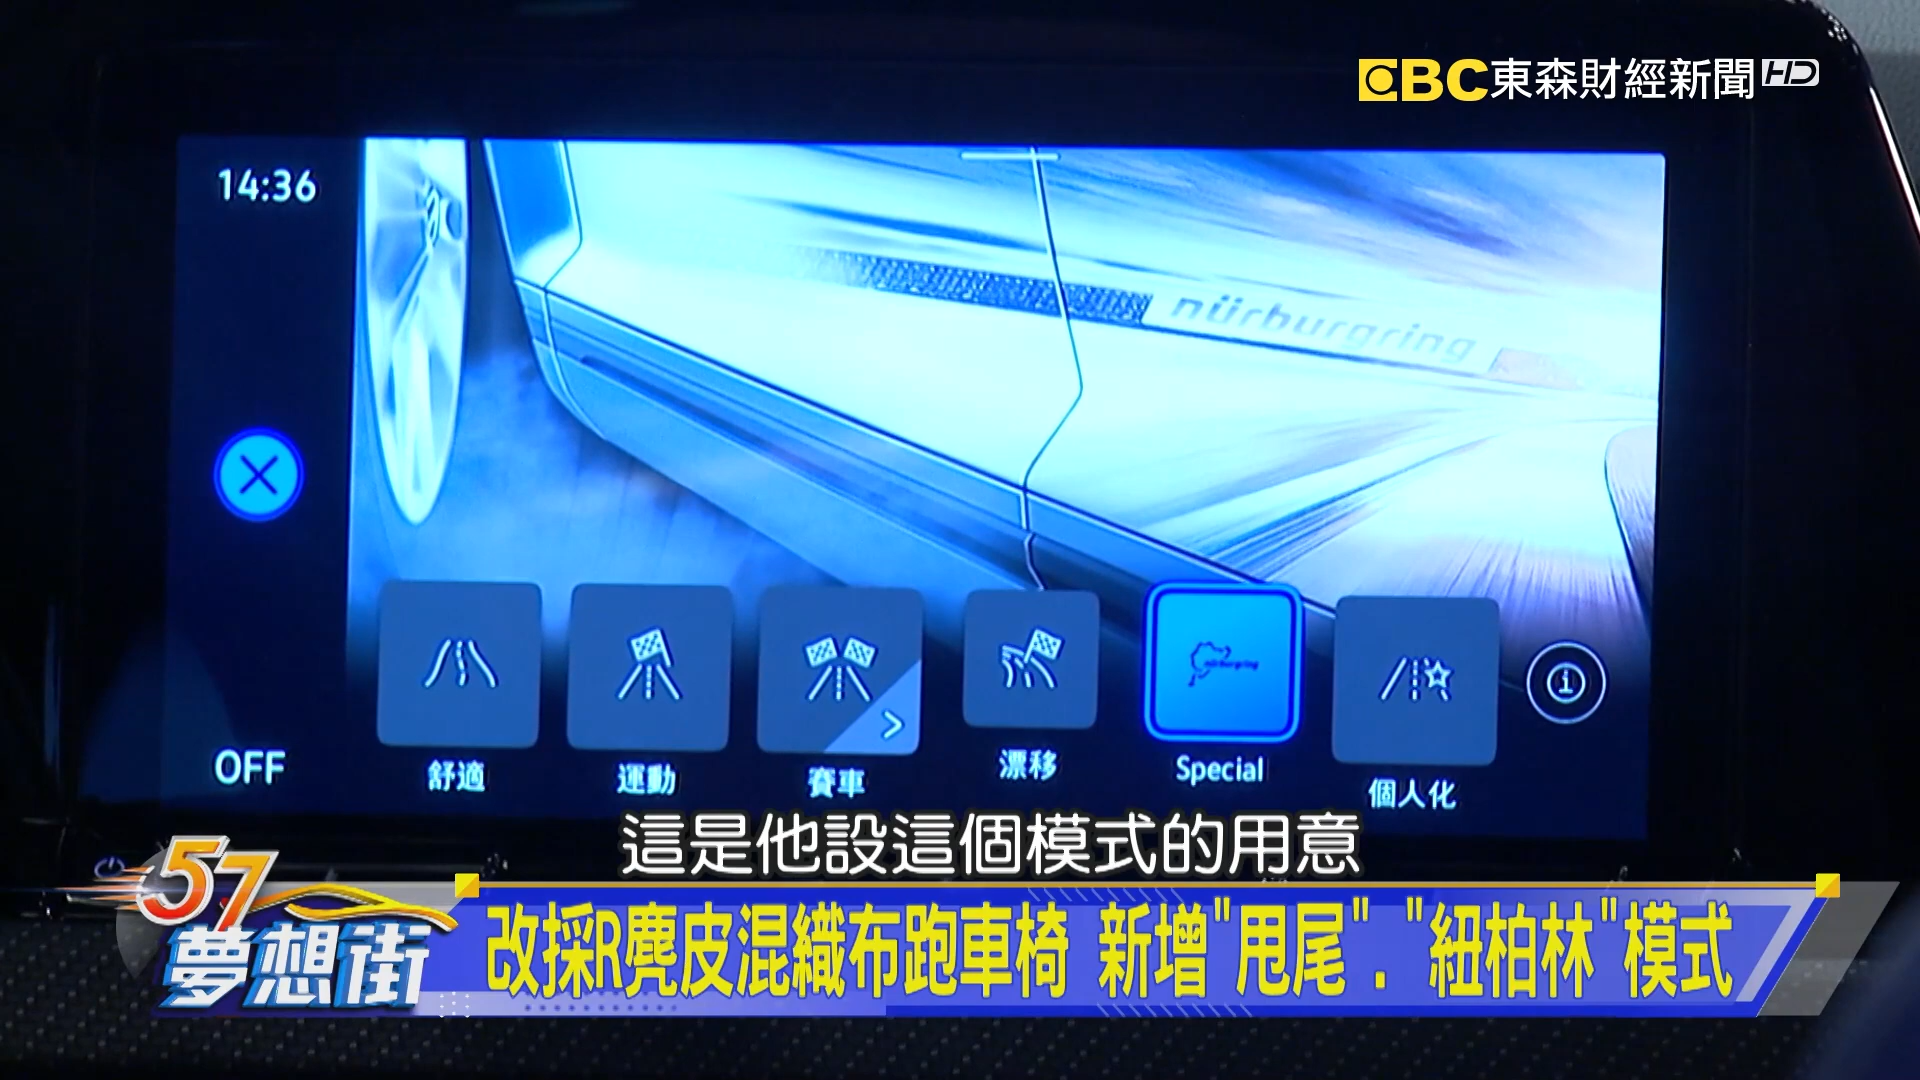 EBC東森財經新聞HD
14:36
nürburgring
nürburgring
OFF
舒適
運動
賽車
漂移
Special
個人化
這是他設這個模式的用意
57夢想街
改採R麂皮混織布跑車椅 新增"甩尾"."紐柏林"模式